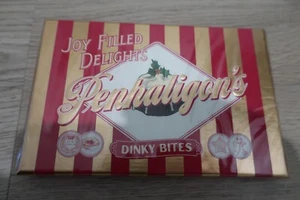 JOY FILLED
DELIGHTS
Penhaligon's
DINKY BITES